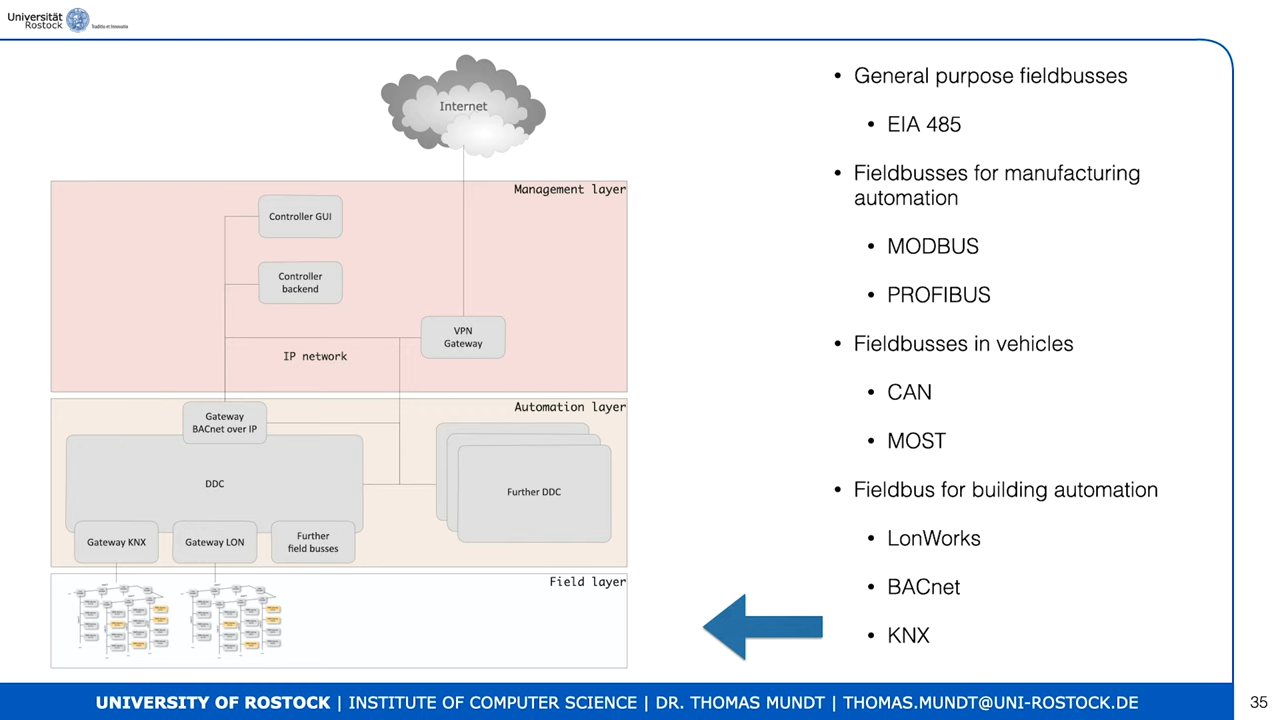 Universität
Rostock
Traditio et Innovatio
Internet
Management layer
Controller GUI
Controller
backend
VPN
Gateway
IP network
Automation layer
Gateway
BACnet over IP
DDC
Further DDC
Gateway KNX
Gateway LON
Further
field busses
Field layer
• General purpose fieldbusses
• EIA 485
• Fieldbusses for manufacturing
automation
• MODBUS
• PROFIBUS
• Fieldbusses in vehicles
• CAN
• MOST
• Fieldbus for building automation
• LonWorks
• BACnet
• KNX
UNIVERSITY OF ROSTOCK | INSTITUTE OF COMPUTER SCIENCE | DR. THOMAS MUNDT | THOMAS.MUNDT@UNI-ROSTOCK.DE
35